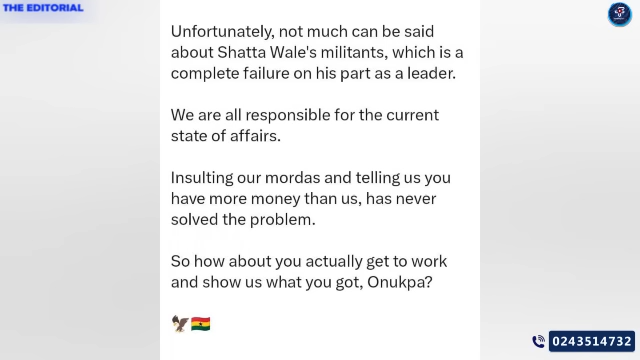 THE EDITORIAL
Unfortunately, not much can be said
about Shatta Wale's militants, which is a
complete failure on his part as a leader.
We are all responsible for the current
state of affairs.
Insulting our mordas and telling us you
have more money than us, has never
solved the problem.
So how about you actually get to work
and show us what you got, Onukpa?
🦅🇬🇭
0243514732